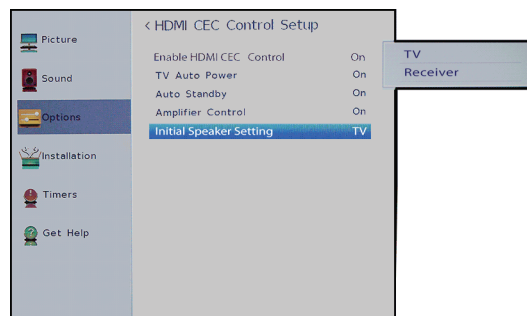 < HDMI CEC Control Setup
Picture
Sound
Options
Installation
Timers
Get Help
Enable HDMI CEC Control On
TV Auto Power On
Auto Standby On
Amplifier Control On
Initial Speaker Setting TV
TV
Receiver